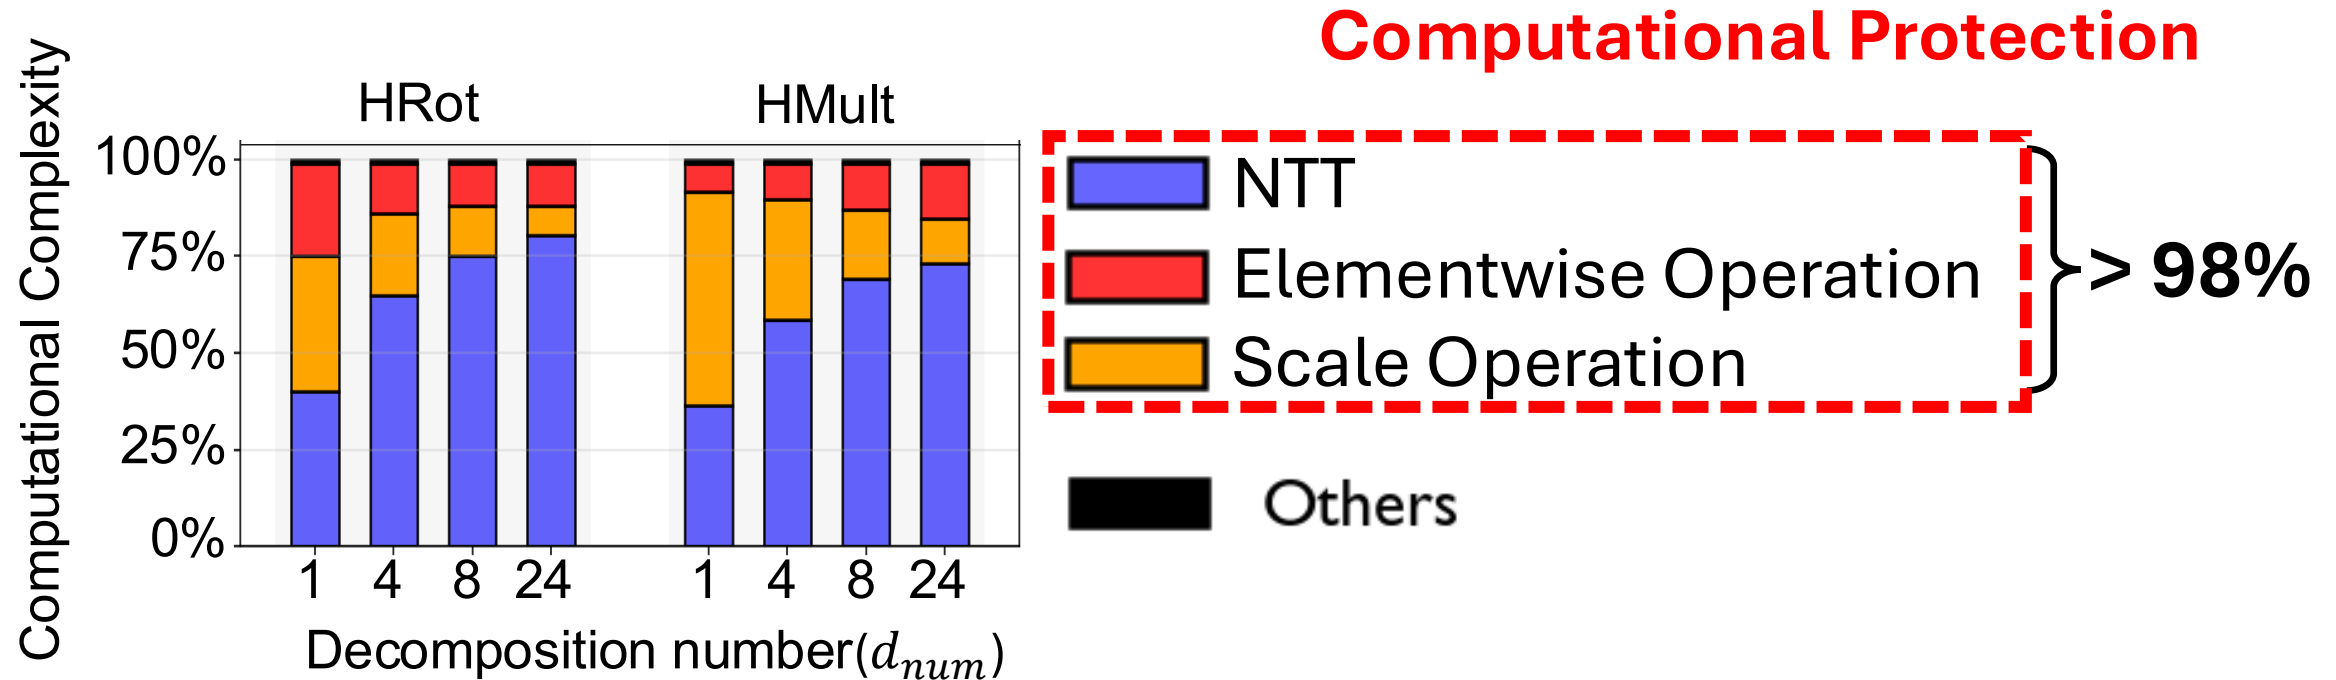 Computational Protection
Computational Complexity
HRot
HMult
100%
75%
50%
25%
0%
1 4 8 24 1 4 8 24
Decomposition number(d_num)
NTT
Elementwise Operation
Scale Operation
> 98%
Others